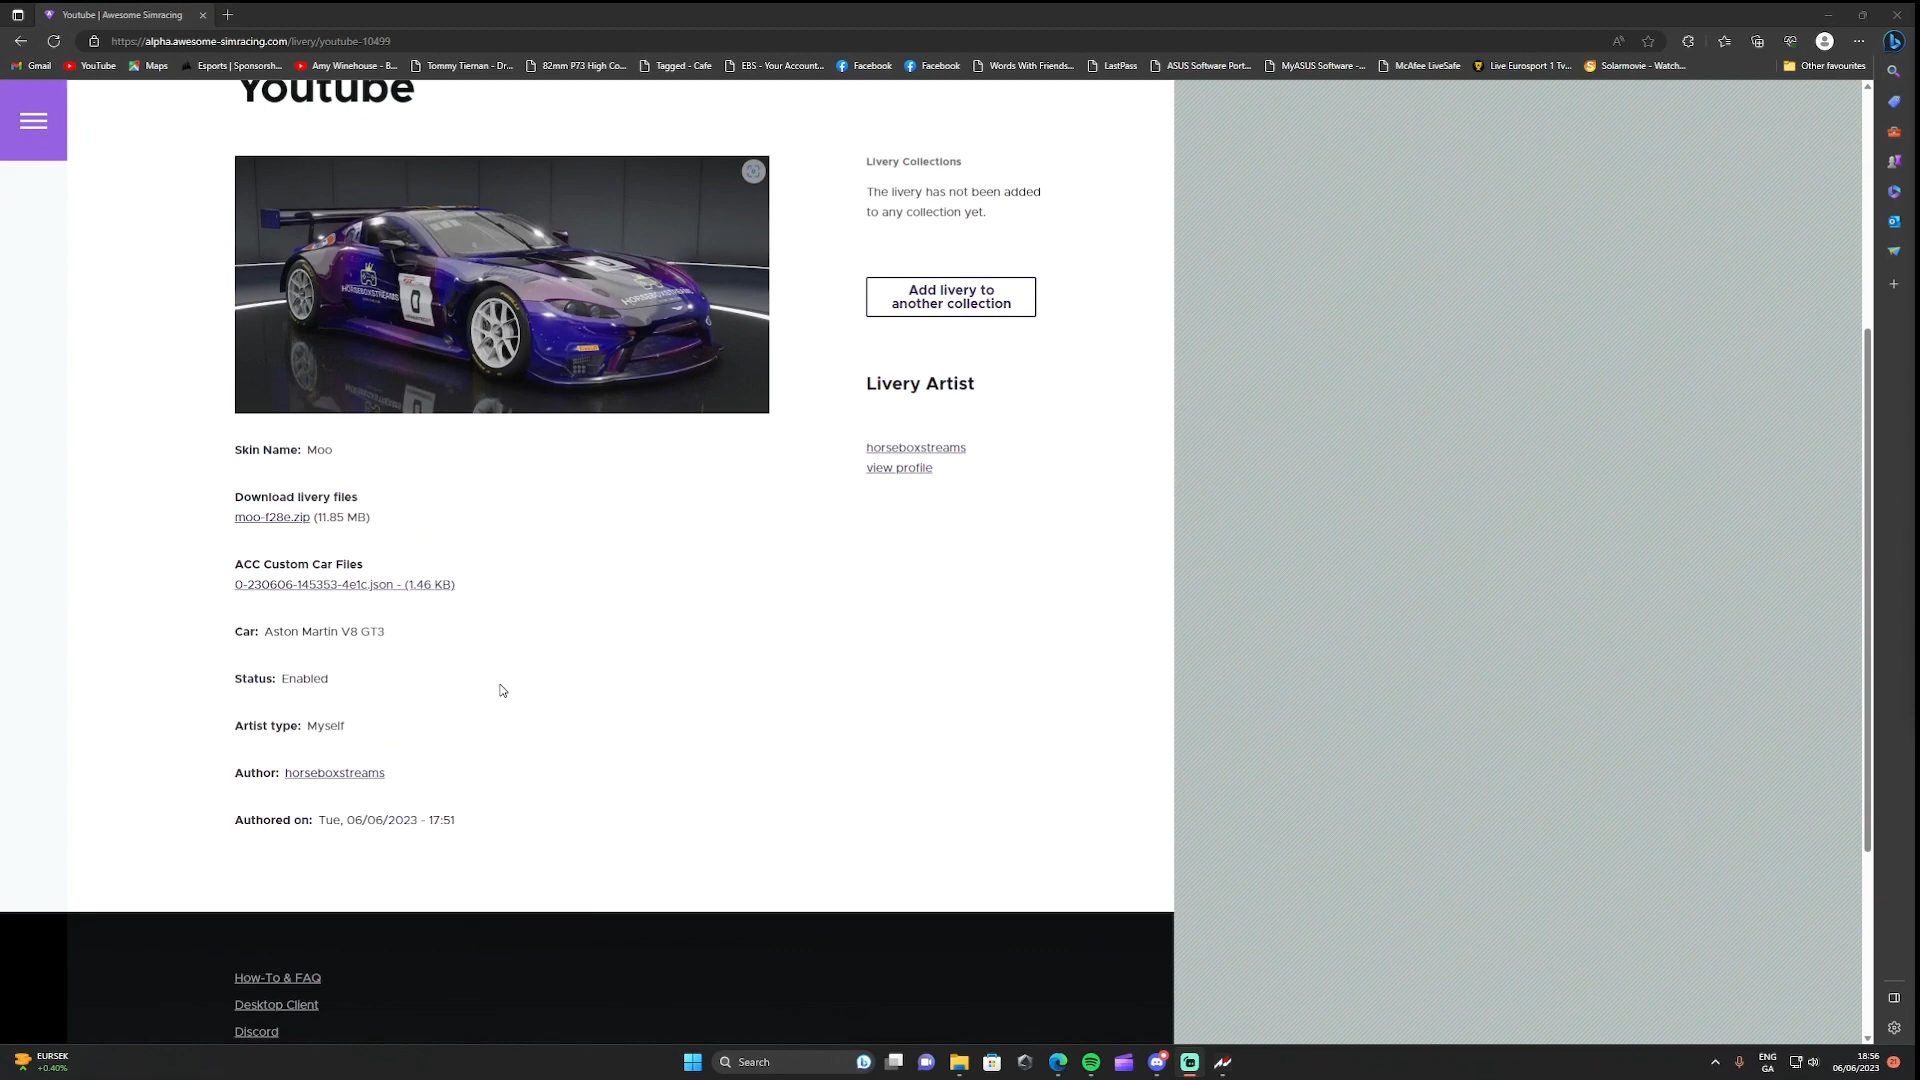 Youtube | Awesome Simracing
https://alpha.awesome-simracing.com/livery/youtube-10499
Gmail YouTube Maps Esports | Sponsorsh... Amy Winehouse - B... Tommy Tiernan - Dr... 82mm P73 High Co... Tagged - Cafe EBS - Your Account... Facebook Facebook Words With Friends... LastPass ASUS Software Port... MyASUS Software -... McAfee LiveSafe Live Eurosport 1 Tv... Solarmovie - Watch... Other favourites
Youtube
HORSEBOXSTREAMS
0
HORSEBOXSTREAMS
Livery Collections
The livery has not been added
to any collection yet.
Add livery to
another collection
Livery Artist
horseboxstreams
view profile
Skin Name: Moo
Download livery files
moo-f28e.zip (11.85 MB)
ACC Custom Car Files
0-230606-145353-4e1c.json - (1.46 KB)
Car: Aston Martin V8 GT3
Status: Enabled
Artist type: Myself
Author: horseboxstreams
Authored on: Tue, 06/06/2023 - 17:51
How-To & FAQ
Desktop Client
Discord
EURSEK
+0.40%
Search
ENG
GA
18:56
06/06/2023
21